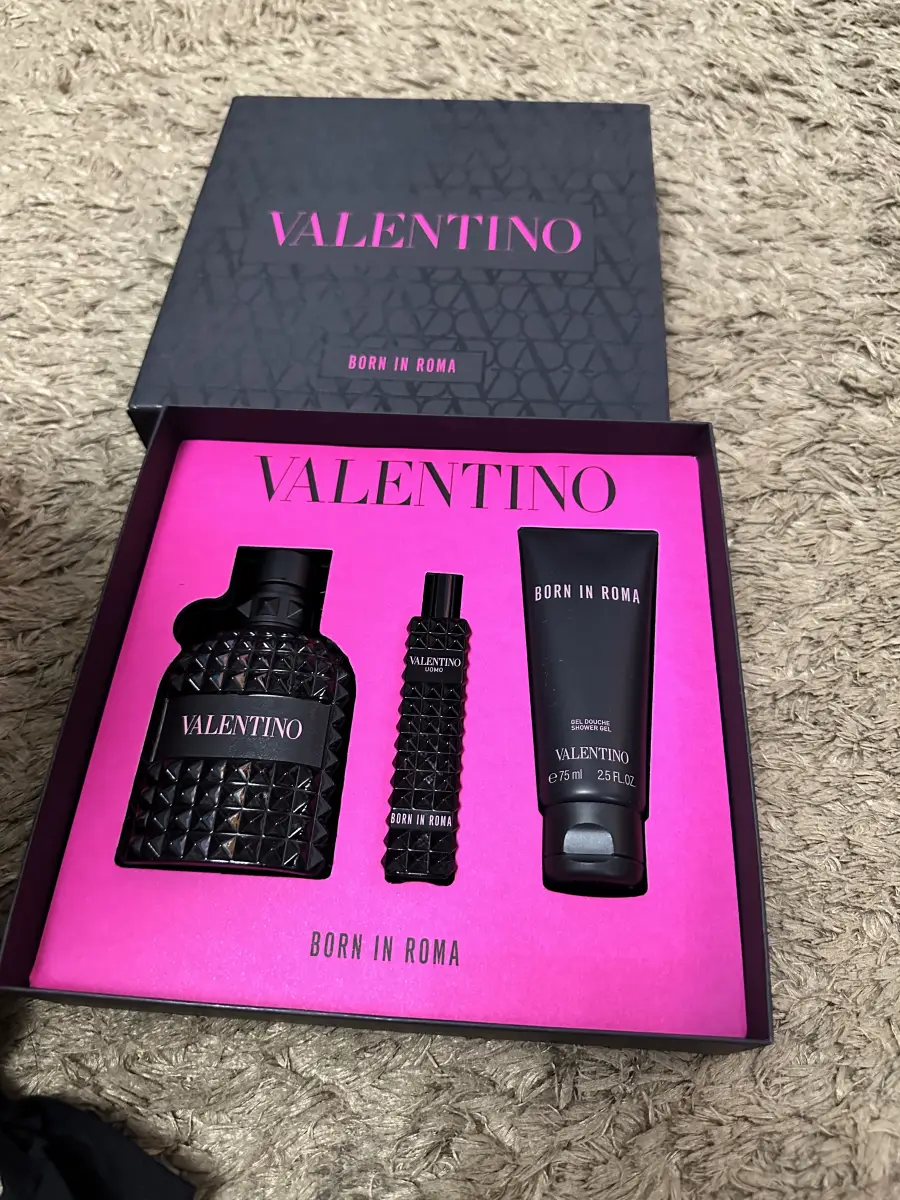 VALENTINO
BORN IN ROMA
VALENTINO
VALENTINO
VALENTINO
UOMO
BORN IN ROMA
BORN IN ROMA
GEL DOUCHE
SHOWER GEL
VALENTINO
℮ 75 ml 2.5 FL.OZ.
BORN IN ROMA